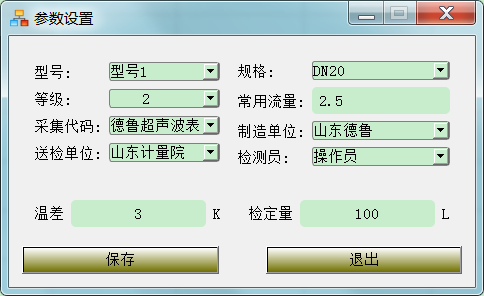 参数设置
型号: 型号1 规格: DN20
等级: 2 常用流量: 2.5
采集代码: 德鲁超声波表 制造单位: 山东德鲁
送检单位: 山东计量院 检测员: 操作员
温差 3 K 检定量 100 L
保存 退出